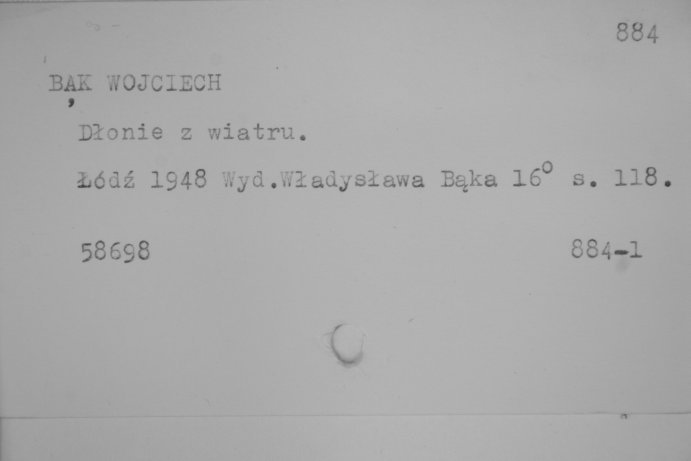 884
BĄK WOJCIECH
Dłonie z wiatru.
Łódź 1948 Wyd.Władysława Bąka 16° s. 118.
58698 884-1